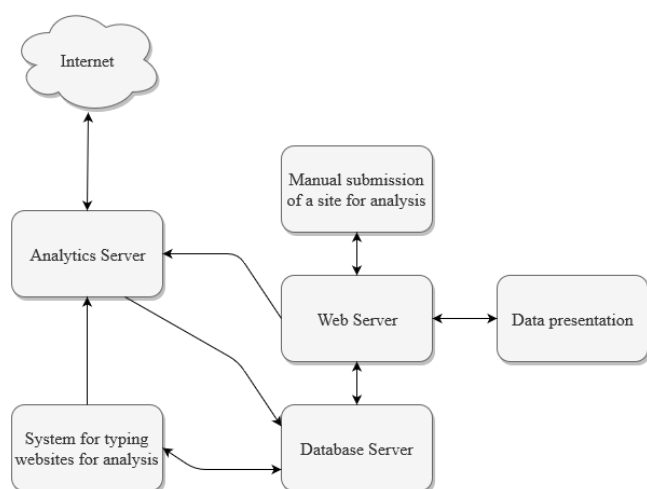 Internet
Manual submission
of a site for analysis
Analytics Server
Web Server
Data presentation
System for typing
websites for analysis
Database Server